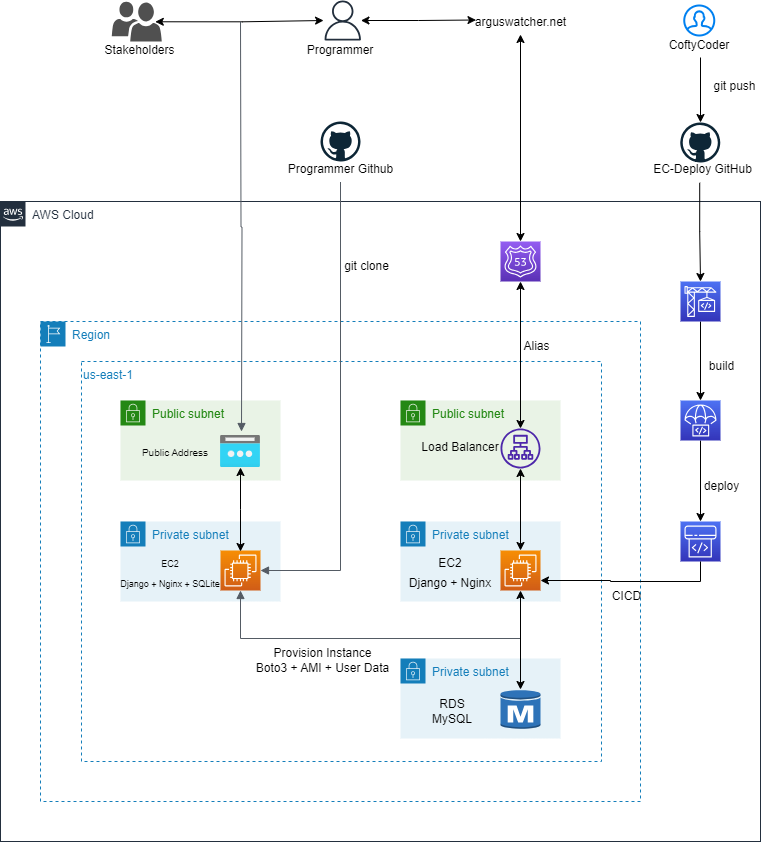 Stakeholders
Programmer
arguswatcher.net
CoftyCoder
git push
Programmer Github
EC-Deploy GitHub
aws
AWS Cloud
53
git clone
Region
Alias
build
us-east-1
Public subnet
Public Address
Public subnet
Load Balancer
deploy
Private subnet
EC2
Django + Nginx + SQLite
Private subnet
EC2
Django + Nginx
CICD
Provision Instance
Boto3 + AMI + User Data
Private subnet
RDS
MySQL
M